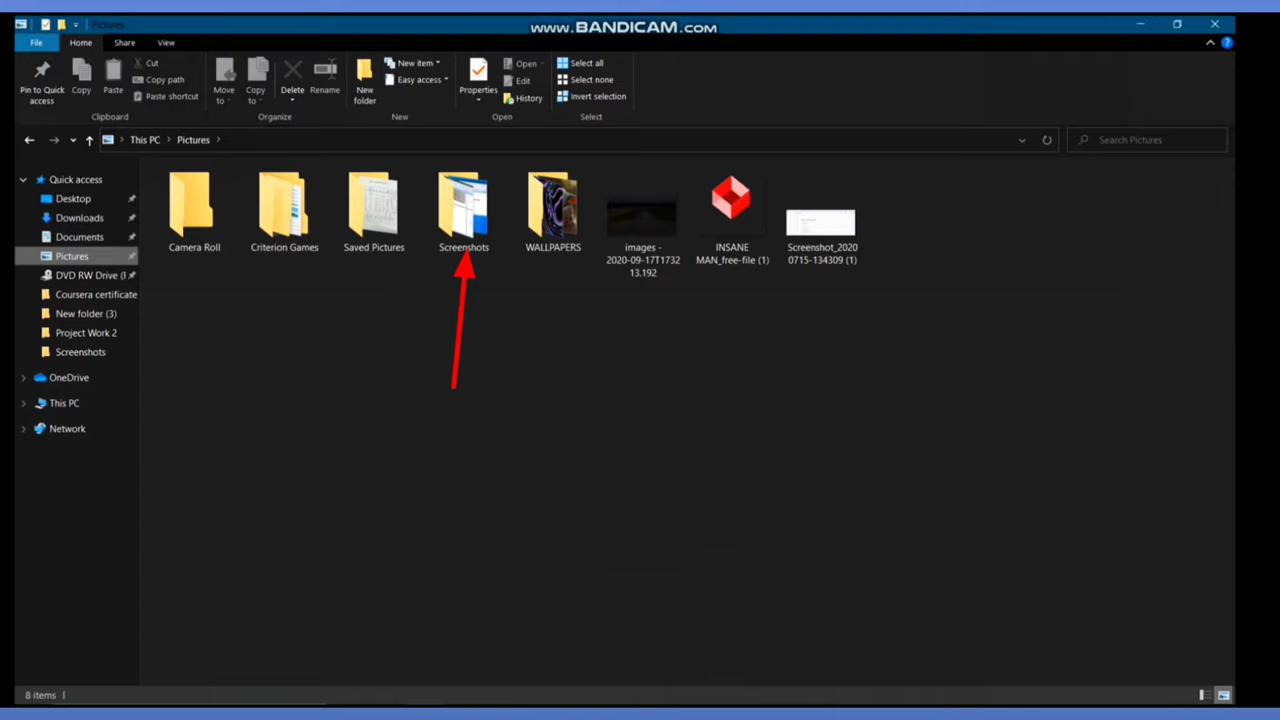 Pictures
www.BANDICAM.com
File Home Share View
Pin to Quick access
Copy
Paste
Cut
Copy path
Paste shortcut
Clipboard
Move to
Copy to
Delete
Rename
Organize
New folder
New item
Easy access
New
Properties
Open
Edit
History
Open
Select all
Select none
Invert selection
Select
This PC > Pictures >
Search Pictures
Quick access
Desktop
Downloads
Documents
Pictures
DVD RW Drive (
Coursera certificate
New folder (3)
Project Work 2
Screenshots
OneDrive
This PC
Network
Camera Roll
Criterion Games
Saved Pictures
Screenshots
WALLPAPERS
images -
2020-09-17T1732
13.192
INSANE
MAN_free-file (1)
Screenshot_2020
0715-134309 (1)
8 items